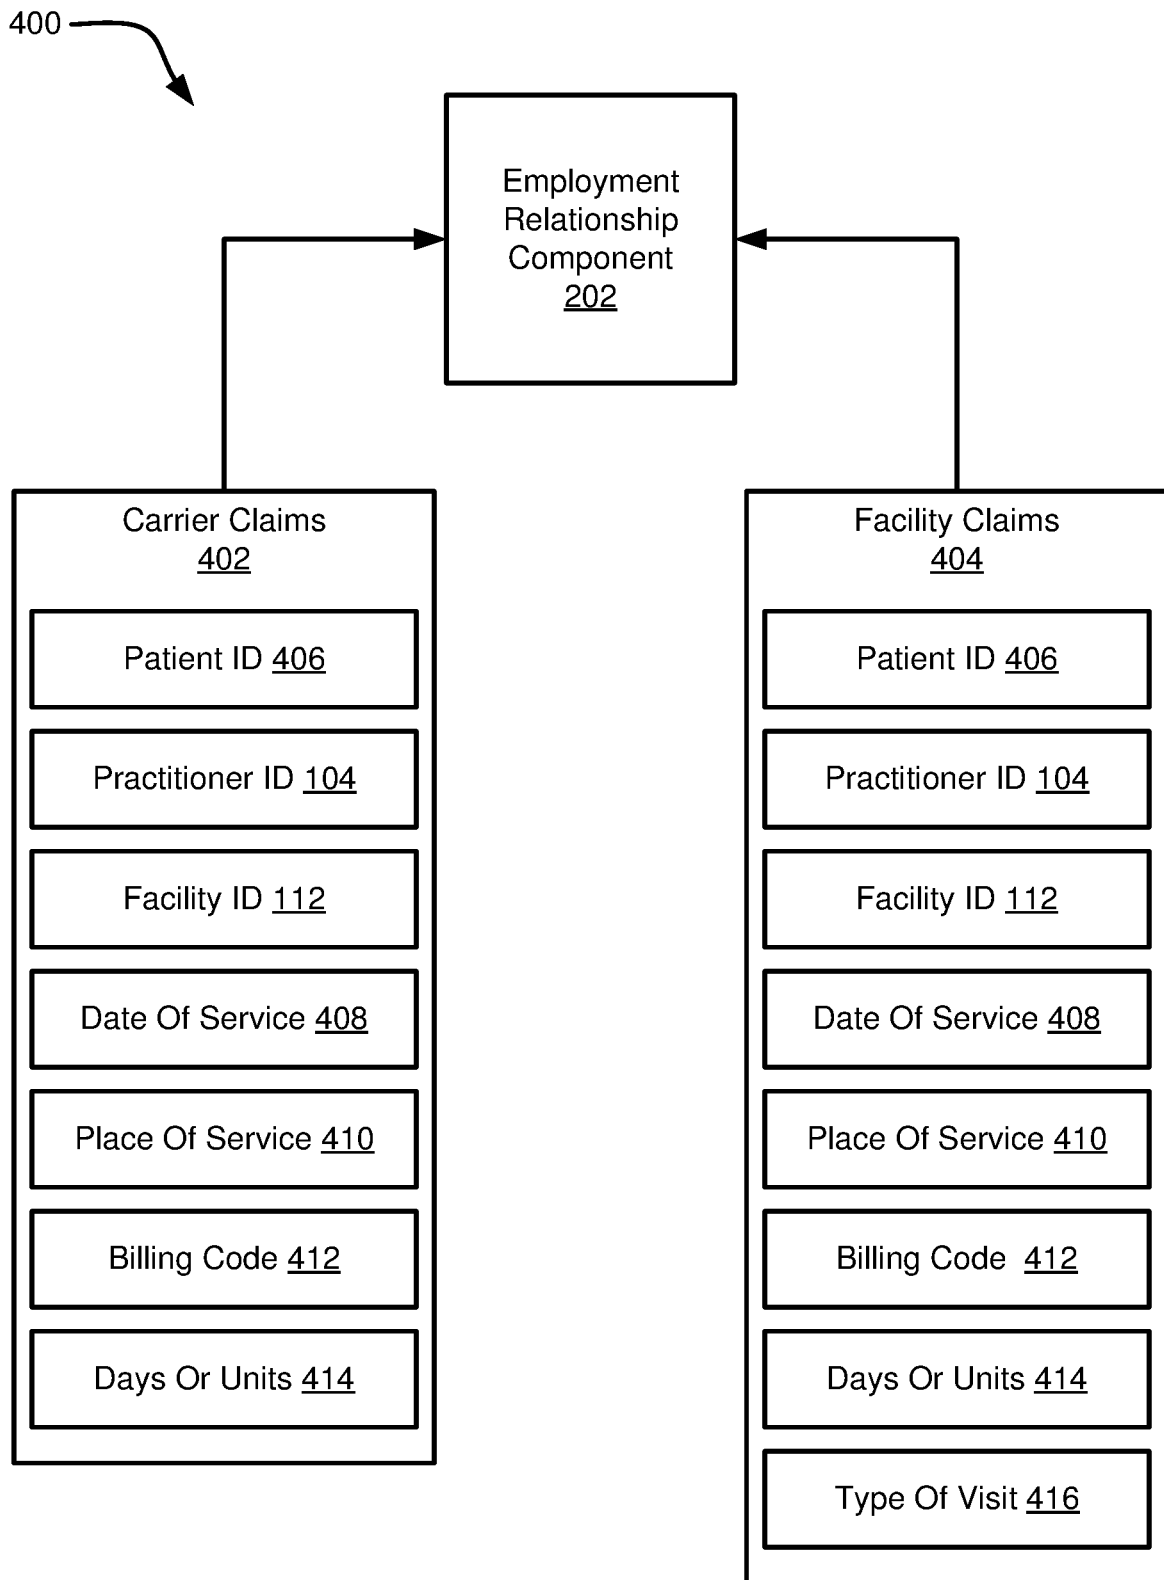 400
Employment
Relationship
Component
202
Carrier Claims
402
Patient ID 406
Practitioner ID 104
Facility ID 112
Date Of Service 408
Place Of Service 410
Billing Code 412
Days Or Units 414
Facility Claims
404
Patient ID 406
Practitioner ID 104
Facility ID 112
Date Of Service 408
Place Of Service 410
Billing Code 412
Days Or Units 414
Type Of Visit 416